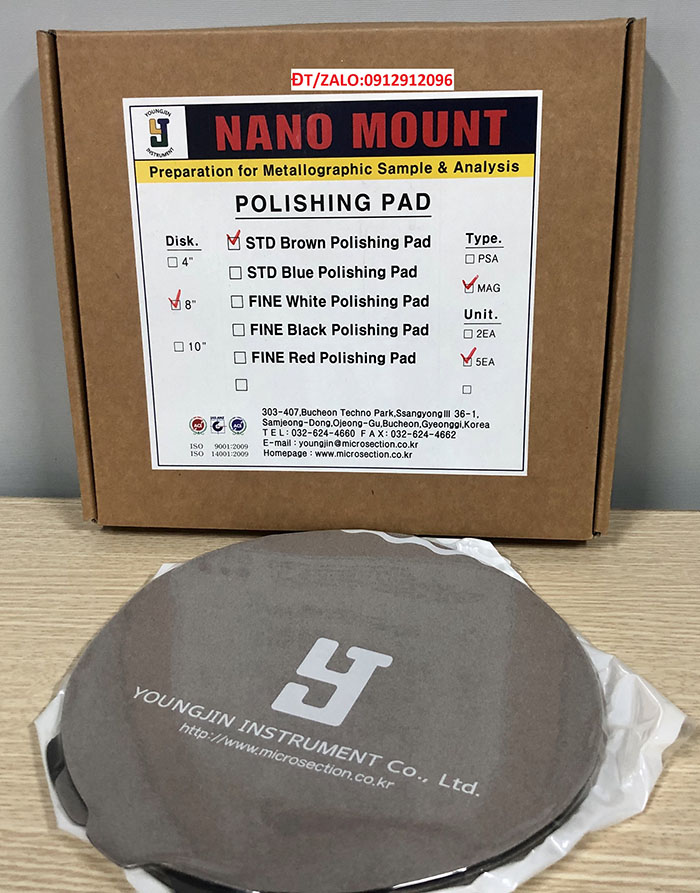 ĐT/ZALO:0912912096
YOUNGJIN
YJ
INSTRUMENT
NANO MOUNT
Preparation for Metallographic Sample & Analysis
POLISHING PAD
Disk.
4"
8"
10"
STD Brown Polishing Pad
STD Blue Polishing Pad
FINE White Polishing Pad
FINE Black Polishing Pad
FINE Red Polishing Pad
Type.
PSA
MAG
Unit.
2EA
5EA
ISO 9001:2009
ISO 14001:2009
303-407,Bucheon Techno Park,SsangyongⅢ 36-1,
Samjeong-Dong,Ojeong-Gu,Bucheon,Gyeonggi,Korea
TEL: 032-624-4660 FAX: 032-624-4662
E-mail : youngjin@microsection.co.kr
Homepage : www.microsection.co.kr
YJ
YOUNGJIN INSTRUMENT Co., Ltd.
http://www.microsection.co.kr